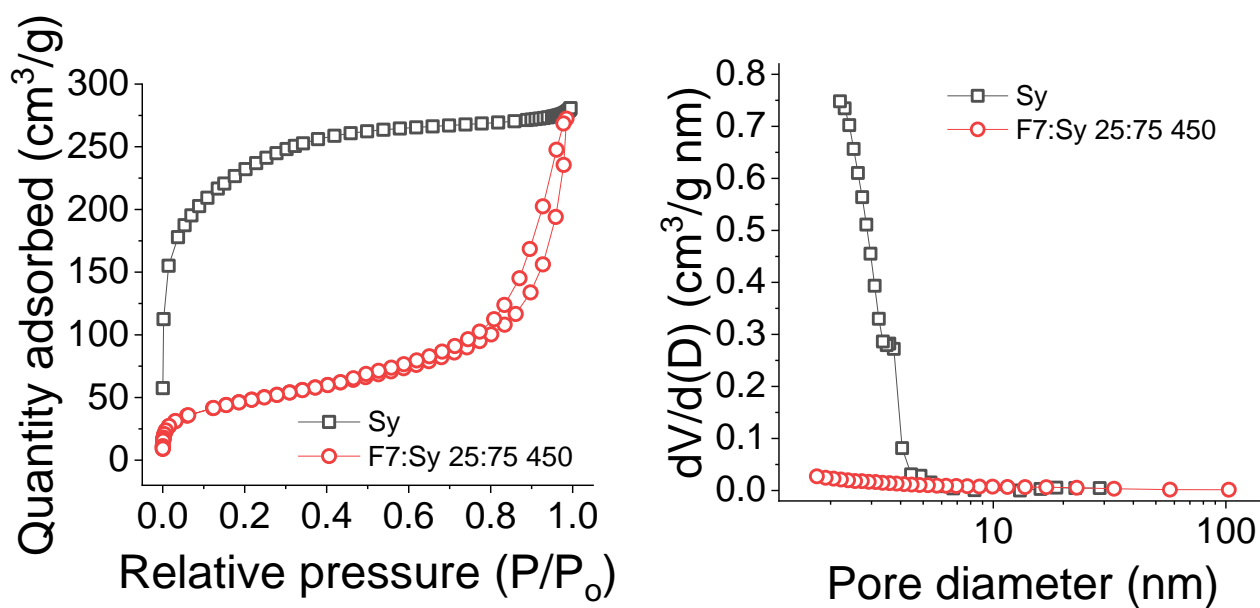 Quantity adsorbed (cm³/g)
300
250
200
150
100
50
0
Sy
F7:Sy 25:75 450
0.0 0.2 0.4 0.6 0.8 1.0
Relative pressure (P/Pₒ)
dV/d(D) (cm³/g nm)
0.8
0.7
0.6
0.5
0.4
0.3
0.2
0.1
0.0
Sy
F7:Sy 25:75 450
10 100
Pore diameter (nm)